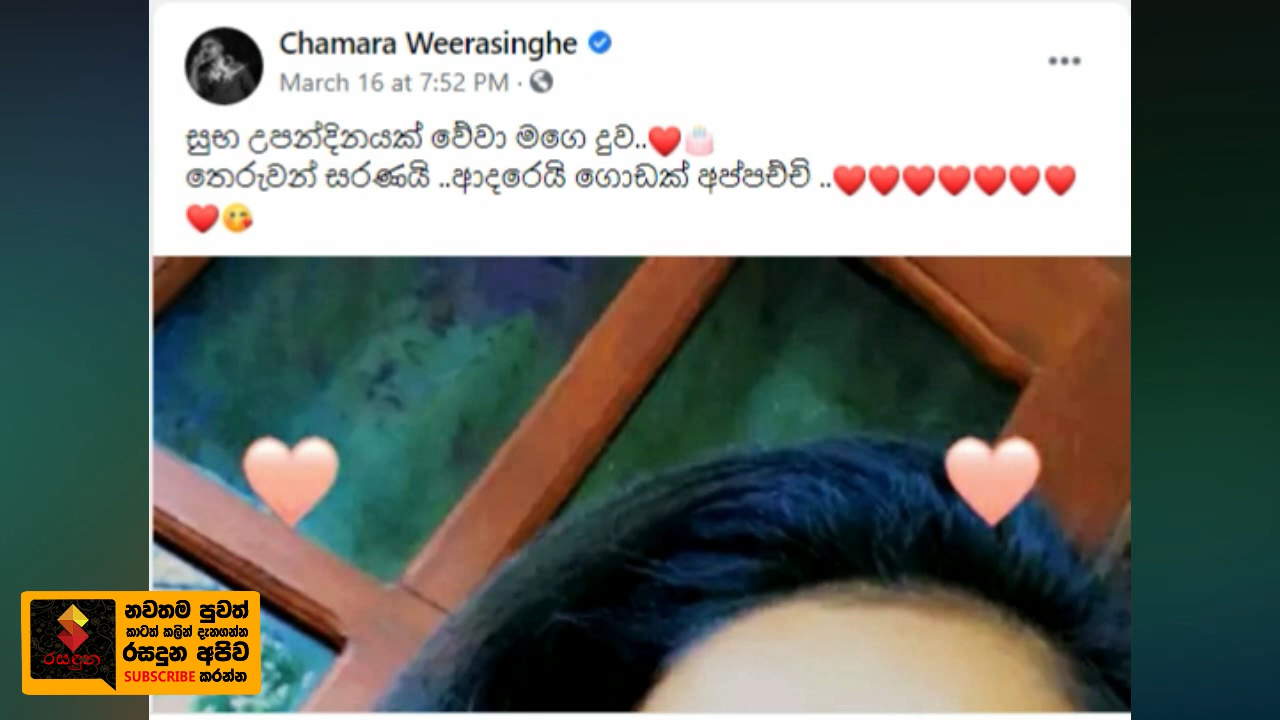 Chamara Weerasinghe
March 16 at 7:52 PM ·
සුභ උපන්දිනයක් වේවා මගෙ දුව..❤️🎂
තෙරුවන් සරණයි ..ආදරෙයි ගොඩක් අප්පච්චි ..❤️❤️❤️❤️❤️❤️❤️
❤️😘
නවතම පුවත්
කාටත් කලින් දැනගන්න
රසදුන අපිව
SUBSCRIBE කරන්න
රසදුන